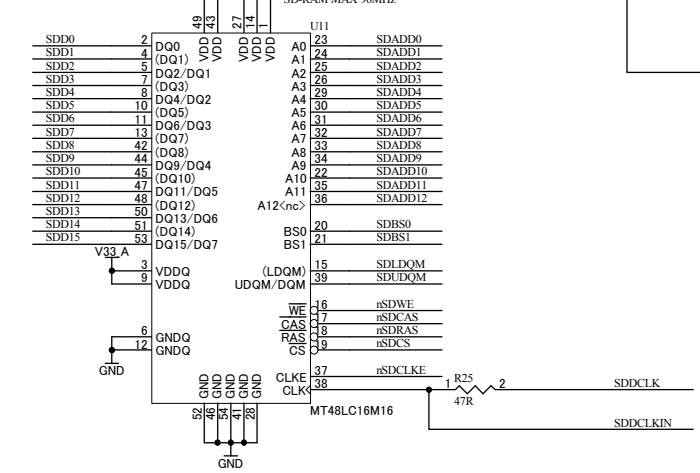 SD-RAM MAX 96MHz
U11
49 43 27 14 1
VDD VDD VDD VDD VDD
SDD0 2 DQ0 A0 23 SDADD0
SDD1 4 (DQ1) A1 24 SDADD1
SDD2 5 DQ2/DQ1 A2 25 SDADD2
SDD3 7 (DQ3) A3 26 SDADD3
SDD4 8 DQ4/DQ2 A4 29 SDADD4
SDD5 10 (DQ5) A5 30 SDADD5
SDD6 11 DQ6/DQ3 A6 31 SDADD6
SDD7 13 (DQ7) A7 32 SDADD7
SDD8 42 (DQ8) A8 33 SDADD8
SDD9 44 DQ9/DQ4 A9 34 SDADD9
SDD10 45 (DQ10) A10 22 SDADD10
SDD11 47 DQ11/DQ5 A11 35 SDADD11
SDD12 48 (DQ12) A12<nc> 36 SDADD12
SDD13 50 DQ13/DQ6
SDD14 51 (DQ14) BS0 20 SDBS0
SDD15 53 DQ15/DQ7 BS1 21 SDBS1
V33_A
3 VDDQ (LDQM) 15 SDLDQM
9 VDDQ UDQM/DQM 39 SDUDQM
WE 16 nSDWE
CAS 17 nSDCAS
6 GNDQ RAS 18 nSDRAS
12 GNDQ CS 19 nSDCS
GND
CLKE 37 nSDCLKE
CLK 38 1 R25 2 SDDCLK
47R
GND GND GND GND GND
52 46 54 41 28
MT48LC16M16
SDDCLKIN
GND